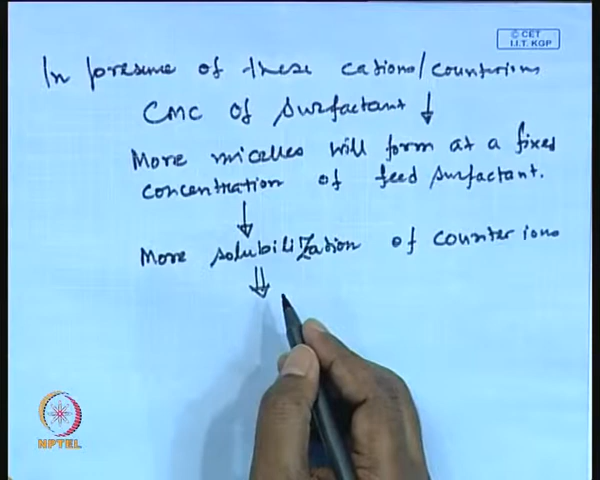 © CET
I.I.T. KGP
In presence of these cations/counterions
CMC of surfactant ↓
More micelles will form at a fixed
concentration of feed surfactant.
↓
More solubilization of counter ions
⇓
NPTEL